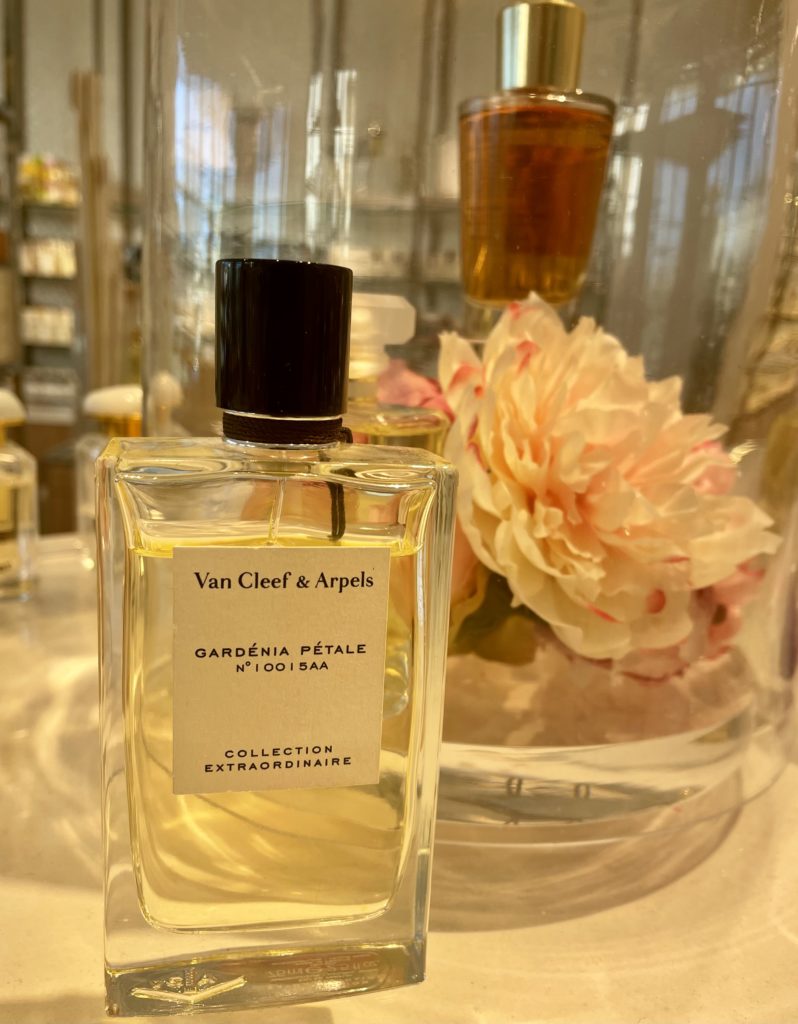 Van Cleef & Arpels
GARDÉNIA PÉTALE
N°10015AA
COLLECTION
EXTRAORDINAIRE